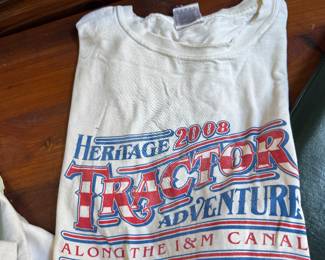 HERITAGE 2008
TRACTOR
ADVENTURE
ALONG THE I&M CANAL